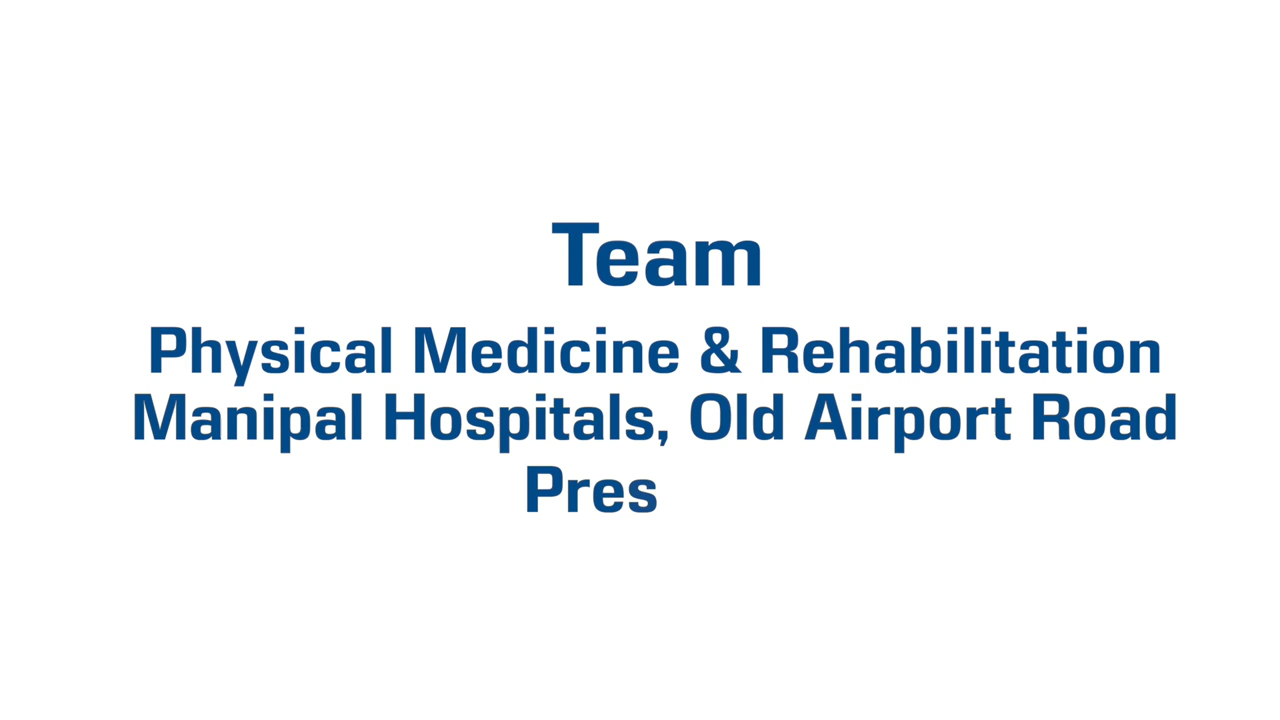 Team
Physical Medicine & Rehabilitation
Manipal Hospitals, Old Airport Road
Pres